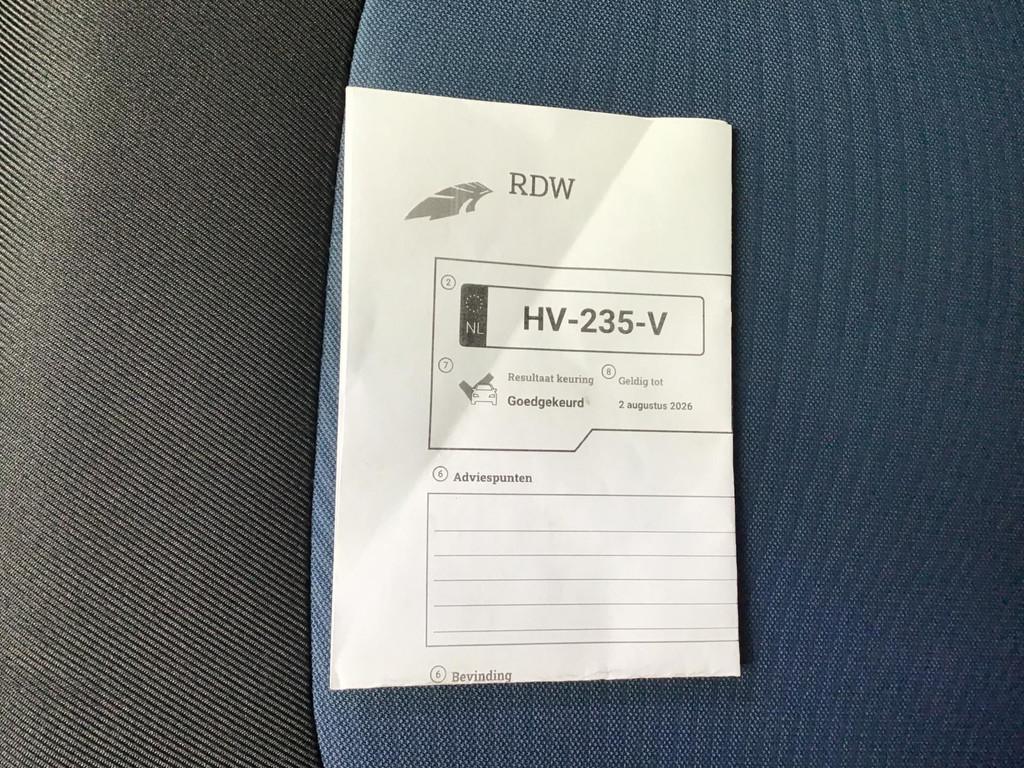 RDW
2
NL
HV-235-V
7
Resultaat keuring
Goedgekeurd
8
Geldig tot
2 augustus 2026
6 Adviespunten
6 Bevinding